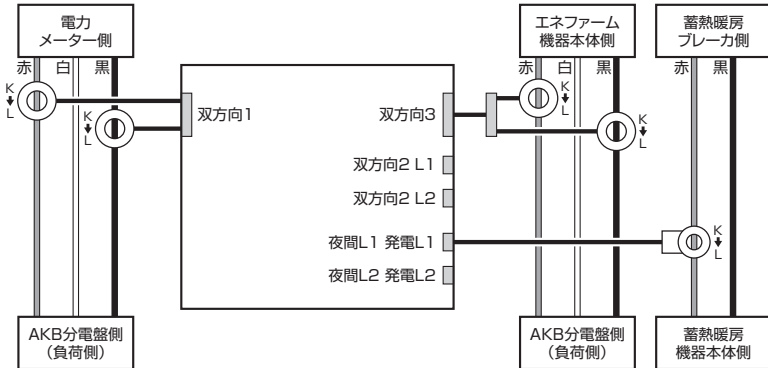 電力
メーター側
赤 白 黒
K
L
K
L
AKB分電盤側
(負荷側)
双方向1
双方向3
双方向2 L1
双方向2 L2
夜間L1 発電L1
夜間L2 発電L2
エネファーム
機器本体側
赤 白 黒
K
L
K
L
AKB分電盤側
(負荷側)
蓄熱暖房
ブレーカ側
赤 黒
K
L
蓄熱暖房
機器本体側